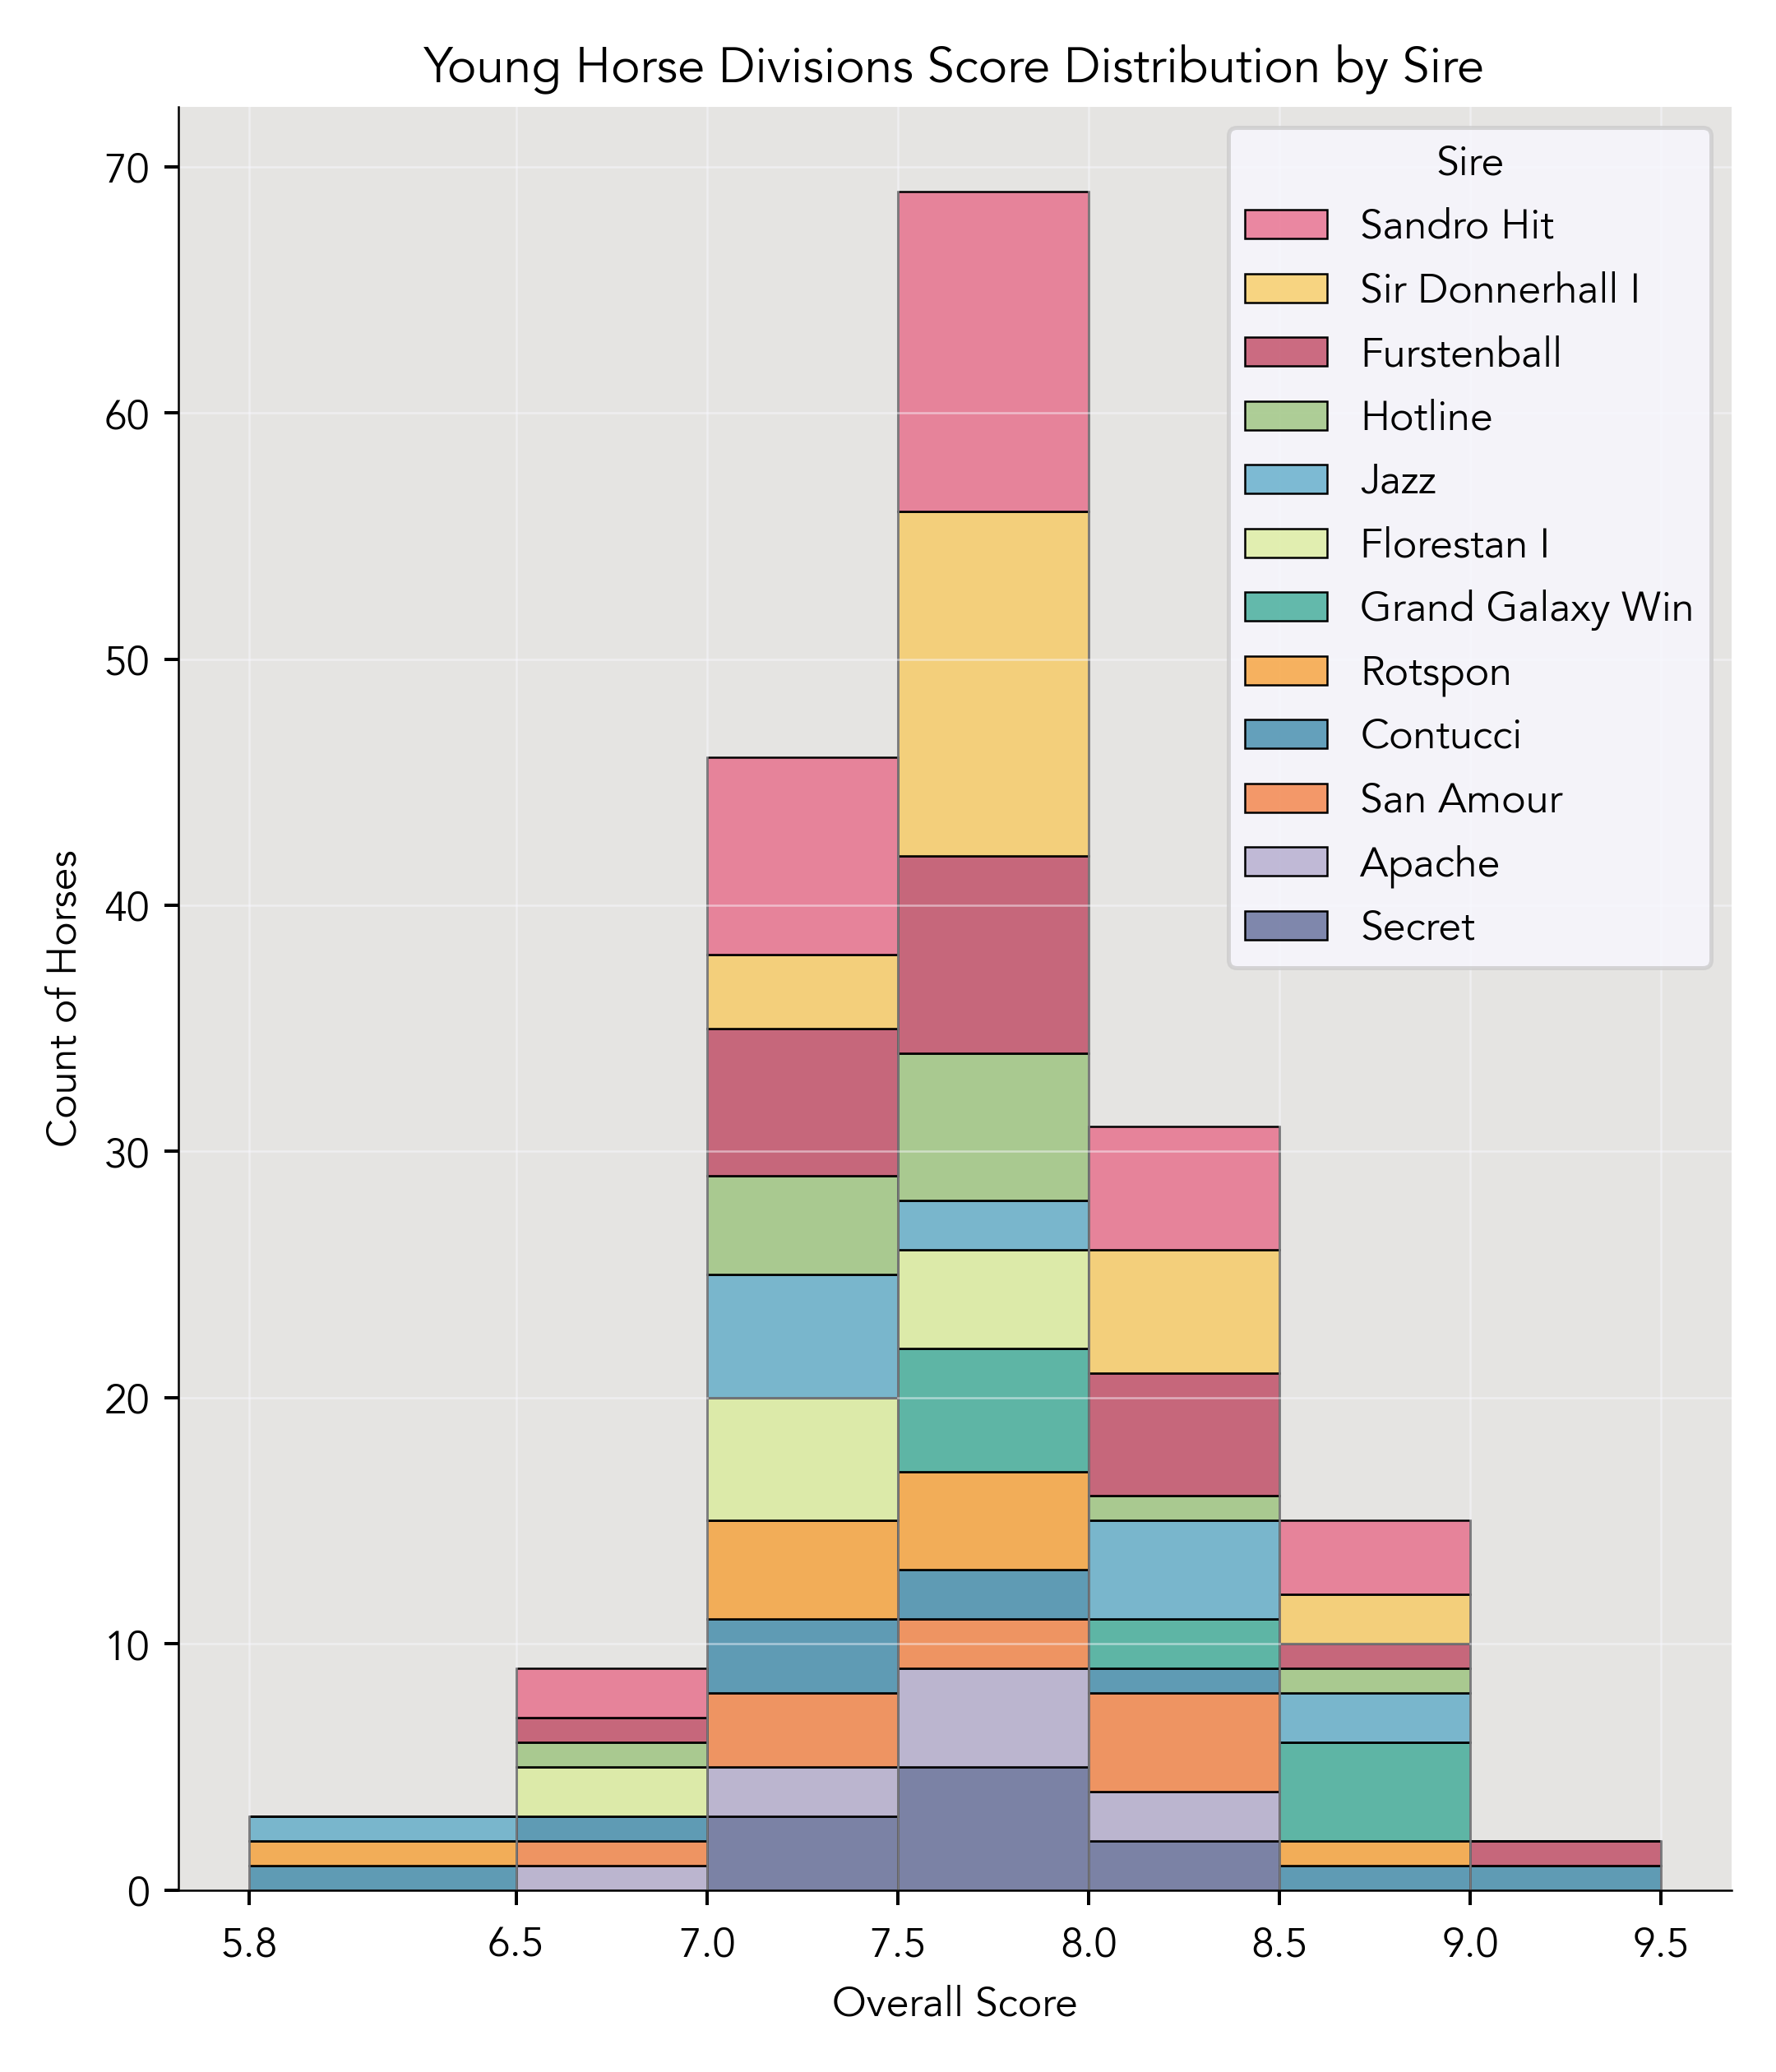 Young Horse Divisions Score Distribution by Sire
70
60
50
40
30
20
10
0
Count of Horses
Sire
Sandro Hit
Sir Donnerhall I
Furstenball
Hotline
Jazz
Florestan I
Grand Galaxy Win
Rotspon
Contucci
San Amour
Apache
Secret
5.8 6.5 7.0 7.5 8.0 8.5 9.0 9.5
Overall Score